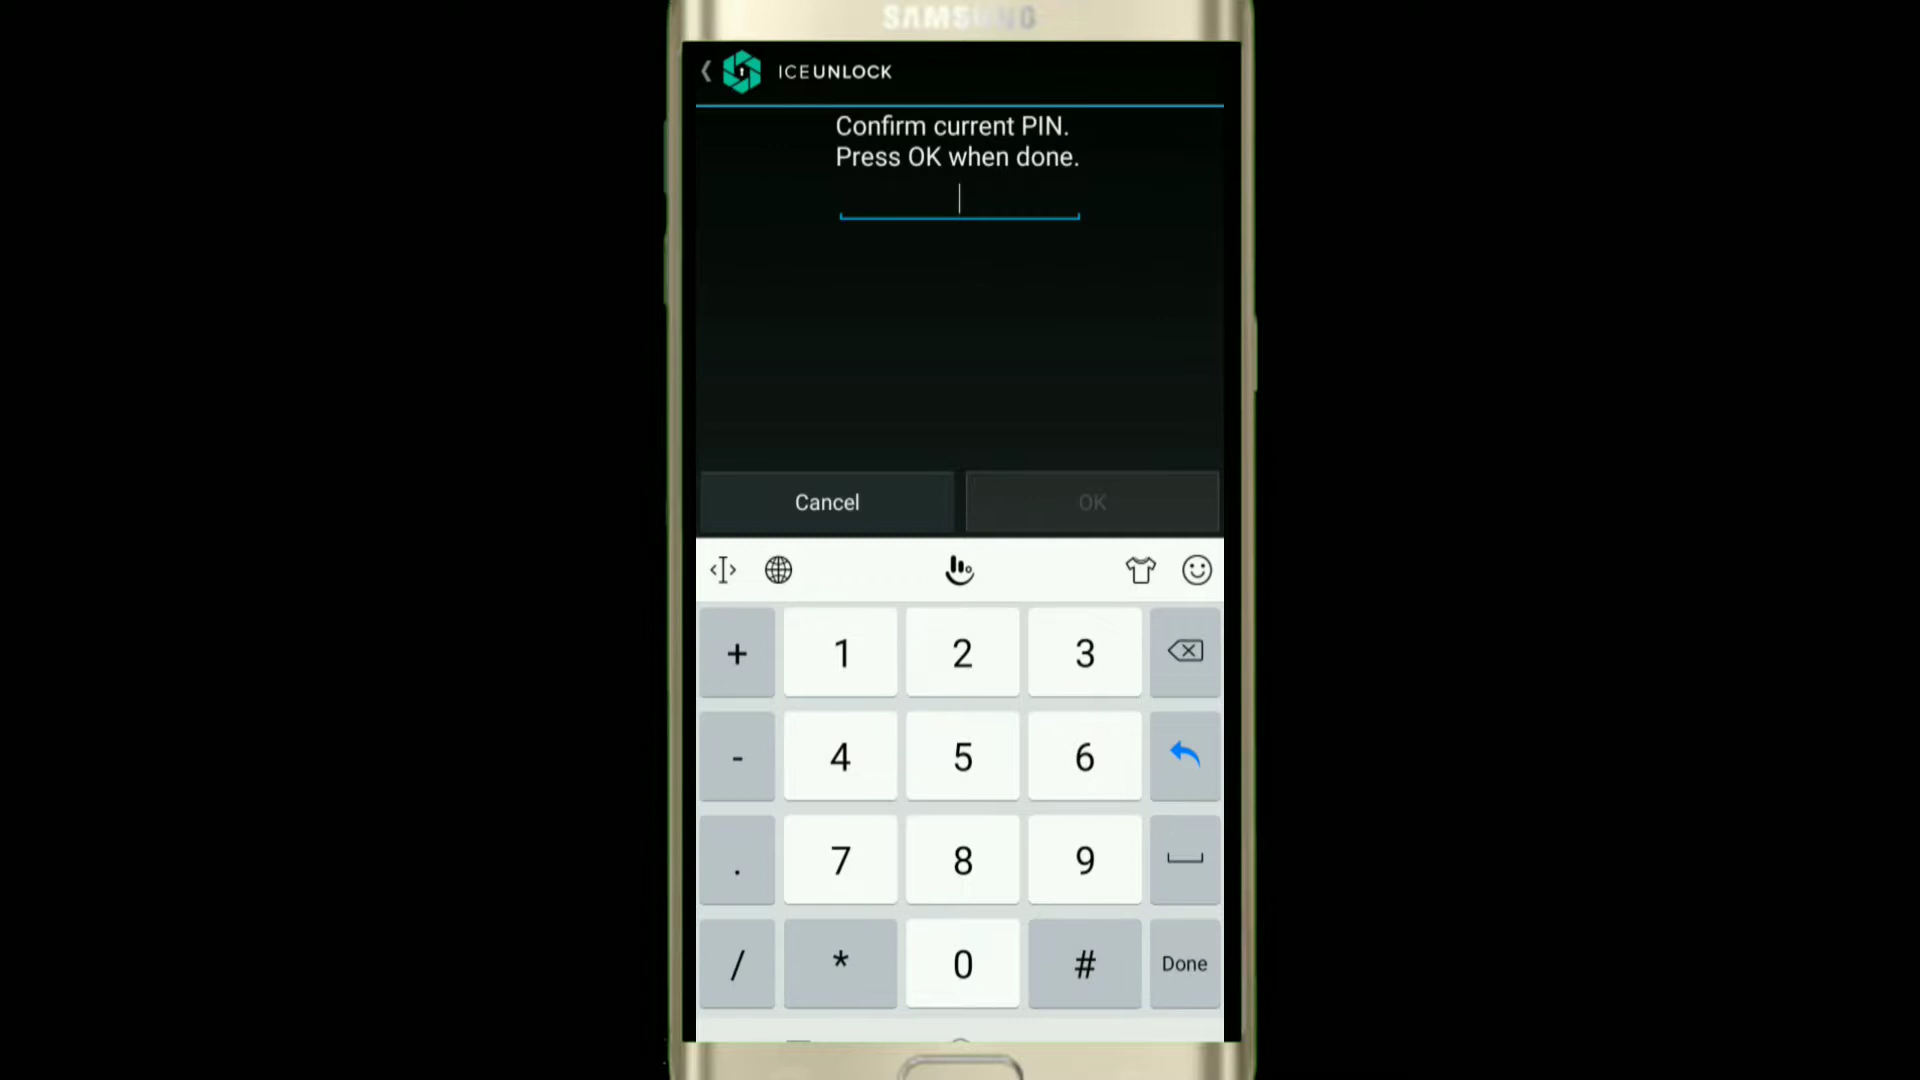 SAMSUNG
ICEUNLOCK
Confirm current PIN.
Press OK when done.
Cancel
OK
+ 1 2 3
- 4 5 6
. 7 8 9
/ * 0 # Done